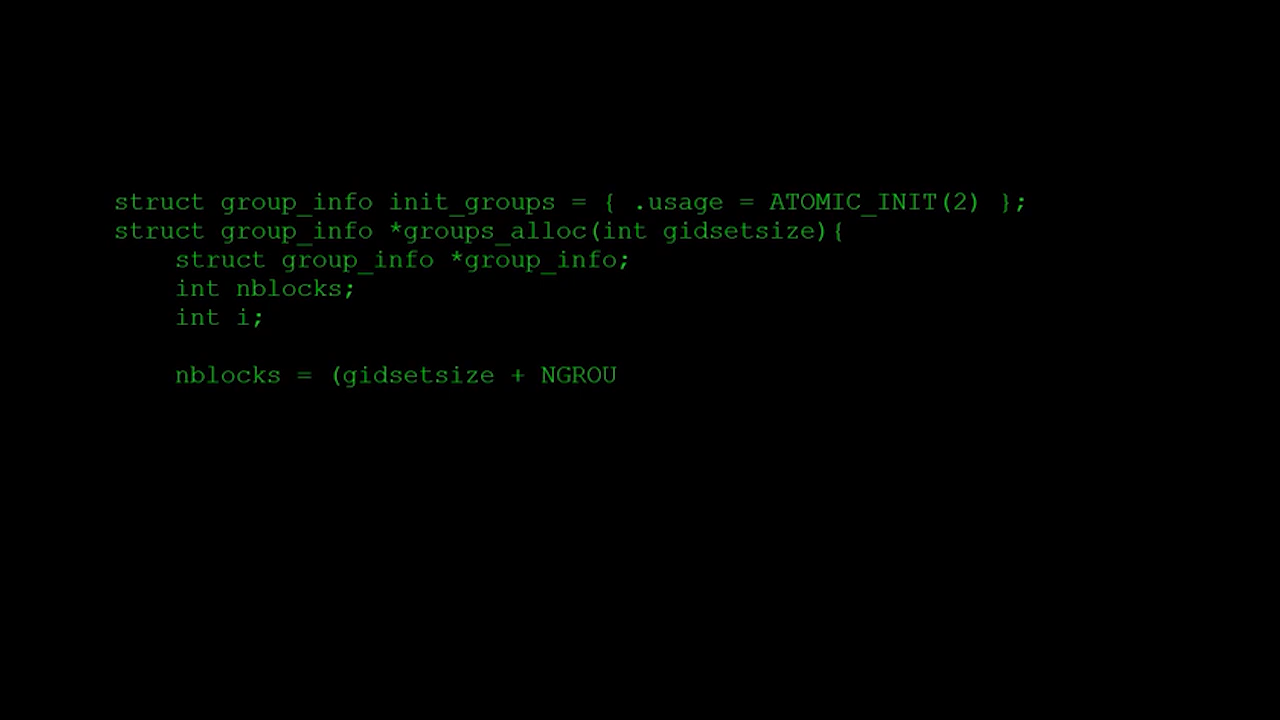 struct group_info init_groups = { .usage = ATOMIC_INIT(2) };
struct group_info *groups_alloc(int gidsetsize){
    struct group_info *group_info;
    int nblocks;
    int i;

    nblocks = (gidsetsize + NGROU